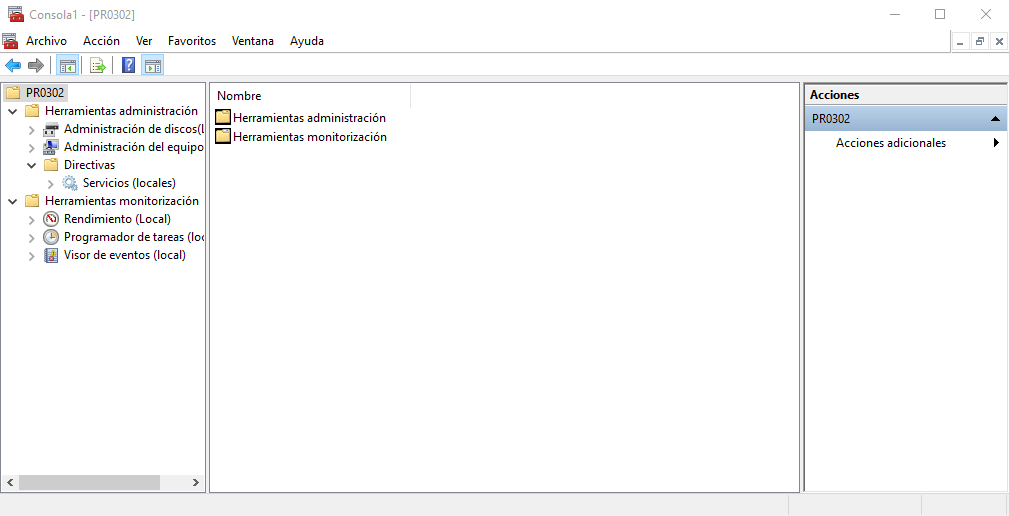 Consola1 - [PR0302]
Archivo Acción Ver Favoritos Ventana Ayuda
PR0302
Herramientas administración
Administración de discos(L
Administración del equipo
Directivas
Servicios (locales)
Herramientas monitorización
Rendimiento (Local)
Programador de tareas (loc
Visor de eventos (local)
Nombre
Herramientas administración
Herramientas monitorización
Acciones
PR0302
Acciones adicionales